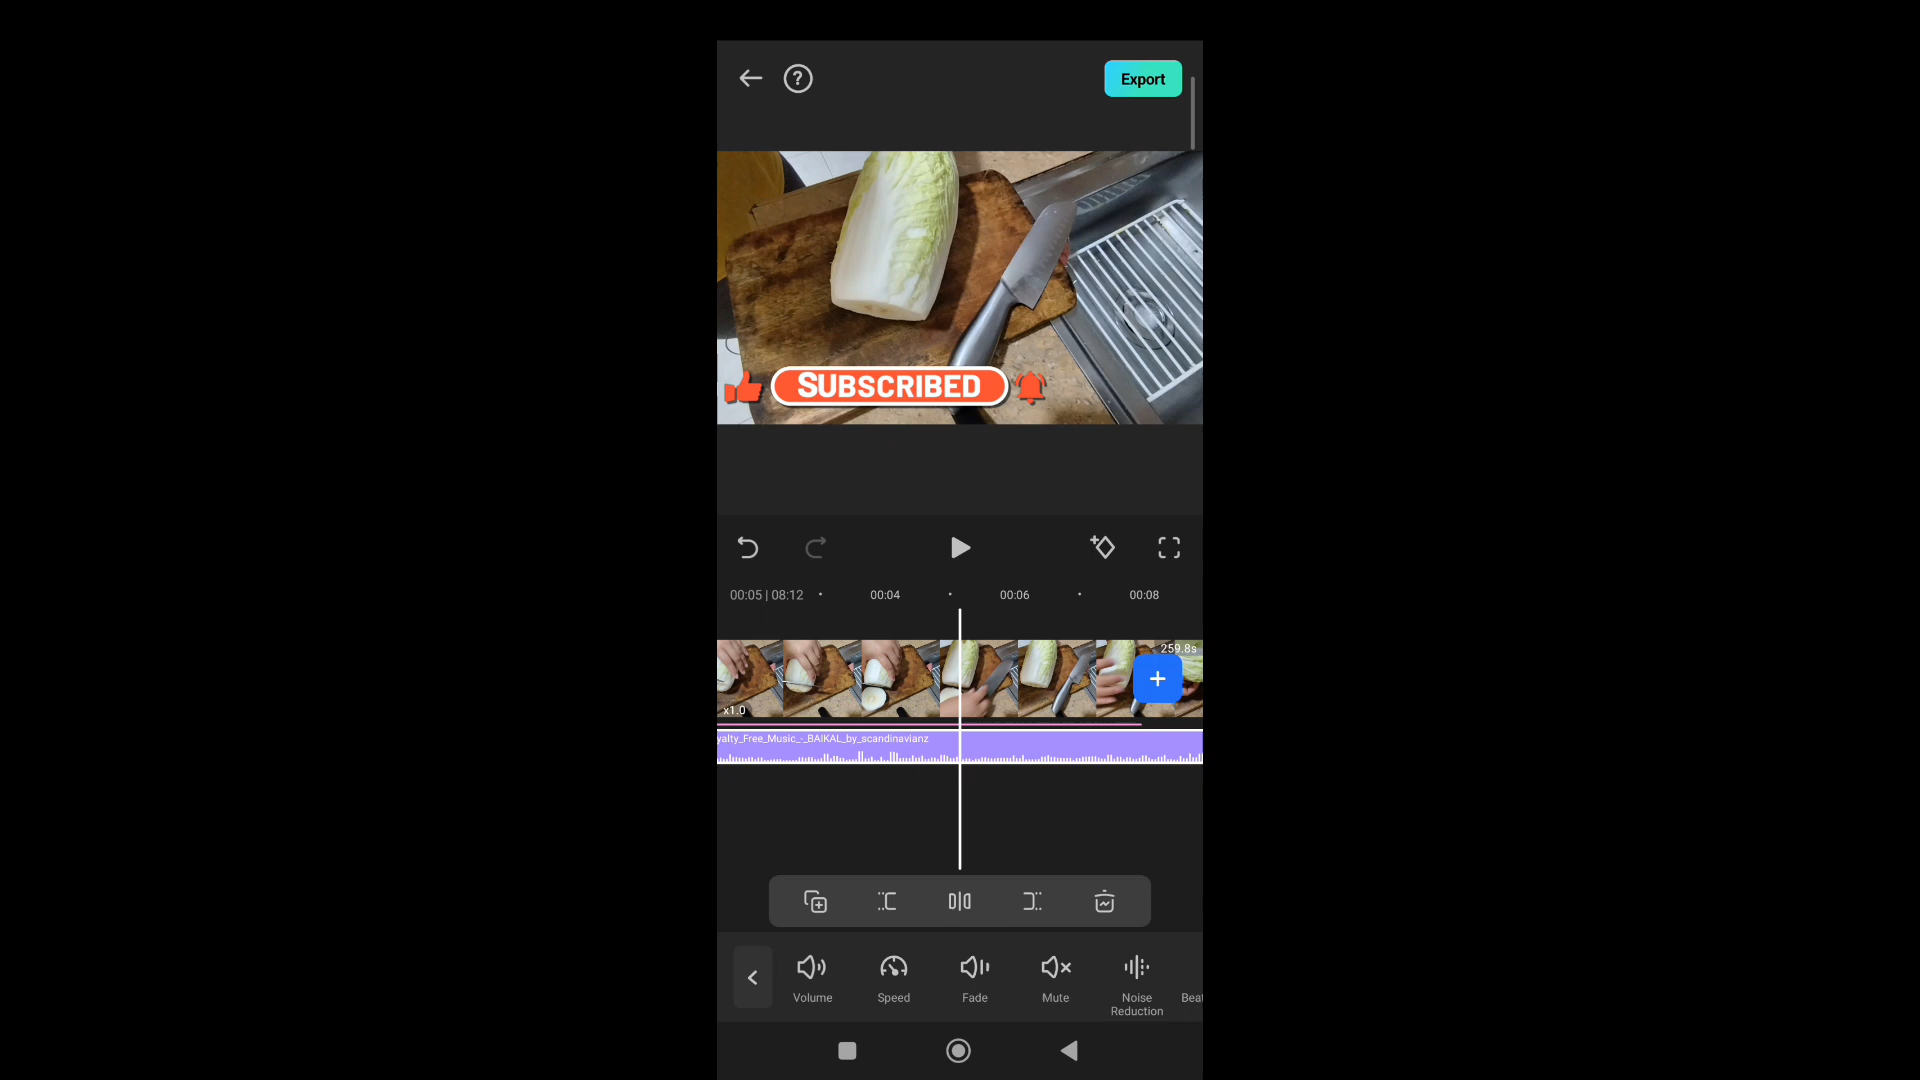 ?
Export
SUBSCRIBED
00:05 | 08:12
00:04
00:06
00:08
259.8s
x1.0
yalty_Free_Music_-_BAIKAL_by_scandinavianz
Volume
Speed
Fade
Mute
Noise
Reduction
Beat